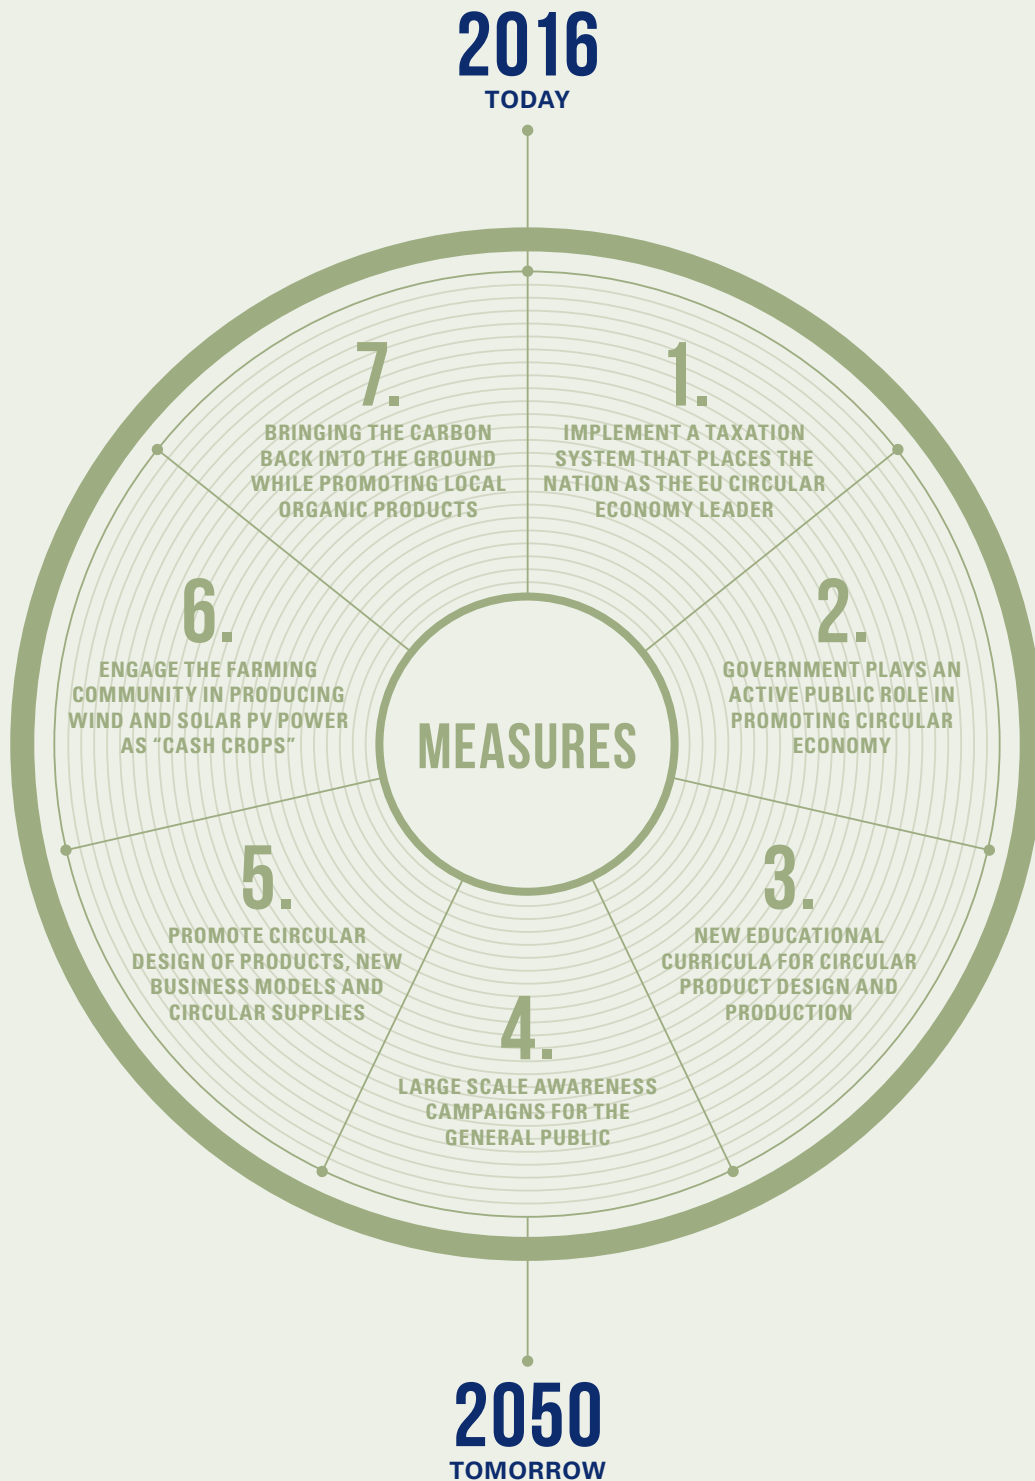 2016
TODAY
1.
IMPLEMENT A TAXATION
SYSTEM THAT PLACES THE
NATION AS THE EU CIRCULAR
ECONOMY LEADER
2.
GOVERNMENT PLAYS AN
ACTIVE PUBLIC ROLE IN
PROMOTING CIRCULAR
ECONOMY
3.
NEW EDUCATIONAL
CURRICULA FOR CIRCULAR
PRODUCT DESIGN AND
PRODUCTION
4.
LARGE SCALE AWARENESS
CAMPAIGNS FOR THE
GENERAL PUBLIC
5.
PROMOTE CIRCULAR
DESIGN OF PRODUCTS, NEW
BUSINESS MODELS AND
CIRCULAR SUPPLIES
6.
ENGAGE THE FARMING
COMMUNITY IN PRODUCING
WIND AND SOLAR PV POWER
AS “CASH CROPS”
7.
BRINGING THE CARBON
BACK INTO THE GROUND
WHILE PROMOTING LOCAL
ORGANIC PRODUCTS
MEASURES
2050
TOMORROW